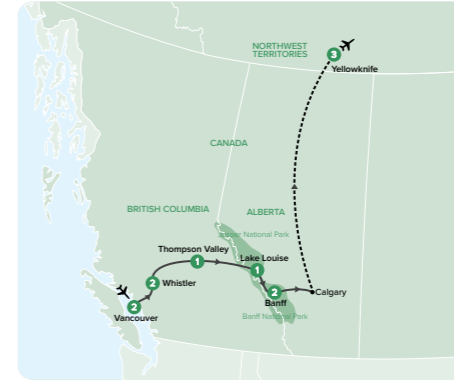 NORTHWEST
TERRITORIES
3
Yellowknife
CANADA
BRITISH COLUMBIA
ALBERTA
Jasper National Park
Thompson Valley
1
Lake Louise
1
2
Whistler
2
Banff
Calgary
2
Vancouver
Banff National Park